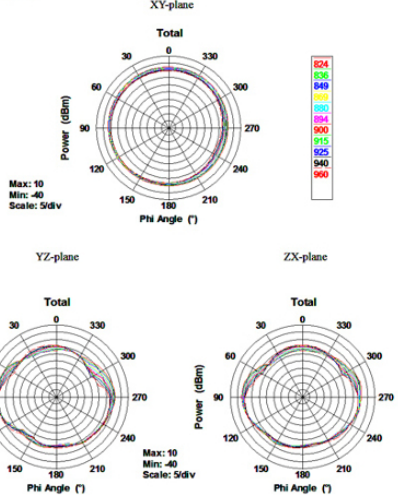 XY-plane
Total
0
30 330
60 300
90 270
120 240
150 210
180
Power (dBm)
Phi Angle (°)
Max: 10
Min: -40
Scale: 5/div
824
836
849
880
894
900
915
925
940
960
YZ-plane
Total
0
30 330
300
270
240
150 210
180
Phi Angle (°)
Max: 10
Min: -40
Scale: 5/div
ZX-plane
Total
0
30 330
60 300
90 270
120 240
150 210
180
Power (dBm)
Phi Angle (°)